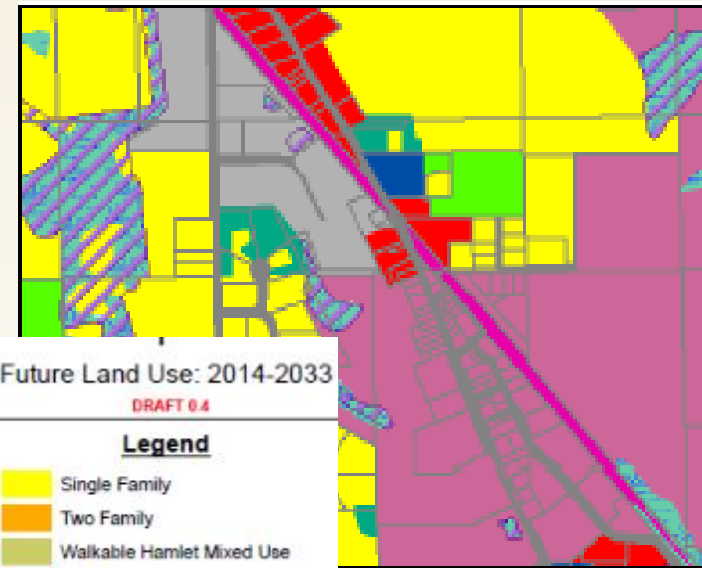 Future Land Use: 2014-2033
DRAFT 0.4
Legend
Single Family
Two Family
Walkable Hamlet Mixed Use